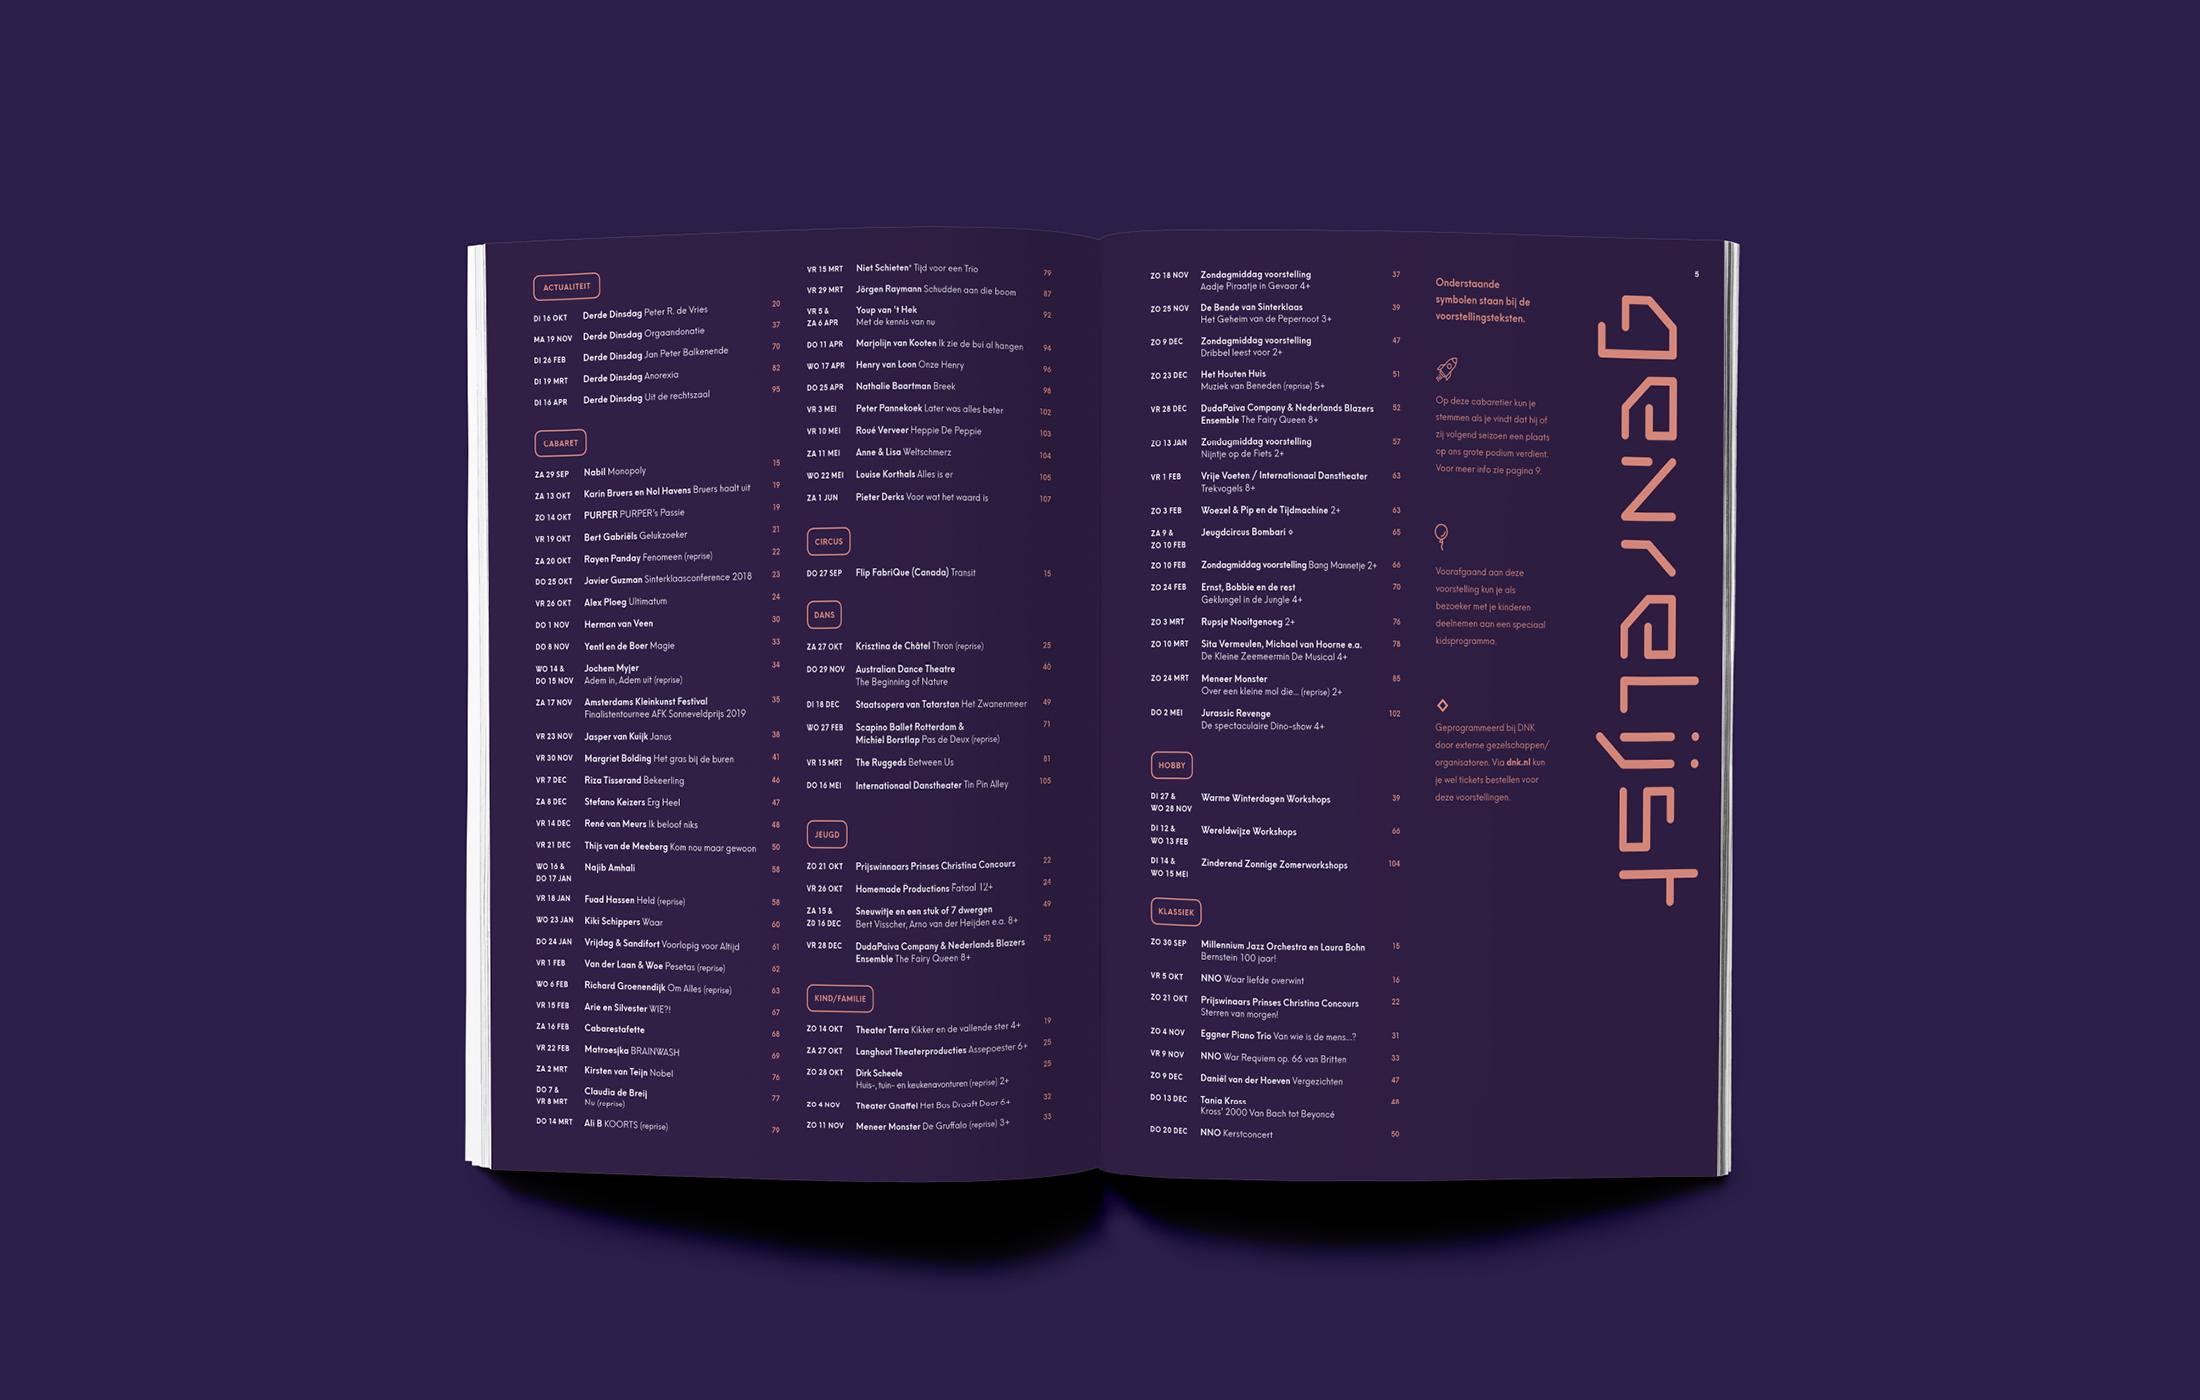 ACTUALITEIT
DI 16 OKT Derde Dinsdag Peter R. de Vries 20
MA 19 NOV Derde Dinsdag Orgaandonatie 37
DI 26 FEB Derde Dinsdag Jan Peter Balkenende 70
DI 19 MRT Derde Dinsdag Anorexia 82
DI 16 APR Derde Dinsdag Uit de rechtszaal 95
CABARET
ZA 29 SEP Nabil Monopoly 15
ZA 13 OKT Karin Bruers en Nol Havens Bruers haalt uit 19
ZO 14 OKT PURPER PURPER's Passie 19
VR 19 OKT Bert Gabriëls Gelukzoeker 21
ZA 20 OKT Rayen Panday Fenomeen (reprise) 22
DO 25 OKT Javier Guzman Sinterklaasconference 2018 23
VR 26 OKT Alex Ploeg Ultimatum 24
DO 1 NOV Herman van Veen 30
DO 8 NOV Yentl en de Boer Magie 33
WO 14 & Jochem Myjer 34
DO 15 NOV Adem in, Adem uit (reprise)
ZA 17 NOV Amsterdams Kleinkunst Festival 35
Finalistentournee AFK Sonneveldprijs 2019
VR 23 NOV Jasper van Kuijk Janus 38
VR 30 NOV Margriet Bolding Het gras bij de buren 41
VR 7 DEC Riza Tisserand Bekeerling 46
ZA 8 DEC Stefano Keizers Erg Heel 47
VR 14 DEC René van Meurs Ik beloof niks 48
VR 21 DEC Thijs van de Meeberg Kom nou maar gewoon 50
WO 16 & Najib Amhali 58
DO 17 JAN
VR 18 JAN Fuad Hassen Held (reprise) 58
WO 23 JAN Kiki Schippers Waar 60
DO 24 JAN Vrijdag & Sandifort Voorlopig voor Altijd 61
VR 1 FEB Van der Laan & Woe Pesetas (reprise) 62
WO 6 FEB Richard Groenendijk Om Alles (reprise) 63
VR 15 FEB Arie en Silvester WIE?! 67
ZA 16 FEB Cabarestafette 68
VR 22 FEB Matroesjka BRAINWASH 69
ZA 2 MRT Kirsten van Teijn Nobel 76
DO 7 & Claudia de Breij 77
VR 8 MRT Nu (reprise)
DO 14 MRT Ali B KOORTS (reprise) 79
VR 15 MRT Niet Schieten' Tijd voor een Trio 79
VR 29 MRT Jörgen Raymann Schudden aan die boom 87
VR 5 & Youp van 't Hek 92
ZA 6 APR Met de kennis van nu
DO 11 APR Marjolijn van Kooten Ik zie de bui al hangen 94
WO 17 APR Henry van Loon Onze Henry 96
DO 25 APR Nathalie Baartman Breek 98
VR 3 MEI Peter Pannekoek Later was alles beter 102
VR 10 MEI Roué Verveer Heppie De Peppie 103
ZA 11 MEI Anne & Lisa Weltschmerz 104
WO 22 MEI Louise Korthals Alles is er 105
ZA 1 JUN Pieter Derks Voor wat het waard is 107
CIRCUS
DO 27 SEP Flip FabriQue (Canada) Transit 15
DANS
ZA 27 OKT Krisztina de Châtel Thron (reprise) 25
DO 29 NOV Australian Dance Theatre 40
The Beginning of Nature
DI 18 DEC Staatsopera van Tatarstan Het Zwanenmeer 49
WO 27 FEB Scapino Ballet Rotterdam & 71
Michiel Borstlap Pas de Deux (reprise)
VR 15 MRT The Ruggeds Between Us 81
DO 16 MEI Internationaal Danstheater Tin Pin Alley 105
JEUGD
ZO 21 OKT Prijswinnaars Prinses Christina Concours 22
VR 26 OKT Homemade Productions Fataal 12+ 24
ZA 15 & Sneuwitje en een stuk of 7 dwergen 49
ZO 16 DEC Bert Visscher, Arno van der Heijden e.a. 8+
VR 28 DEC DudaPaiva Company & Nederlands Blazers 52
Ensemble The Fairy Queen 8+
KIND/FAMILIE
ZO 14 OKT Theater Terra Kikker en de vallende ster 4+ 19
ZA 27 OKT Langhout Theaterproducties Assepoester 6+ 25
ZO 28 OKT Dirk Scheele 25
Huis-, tuin- en keukenavonturen (reprise) 2+
ZO 4 NOV Theater Gnaffel Het Bos Draaft Door 6+ 32
ZO 11 NOV Meneer Monster De Gruffalo (reprise) 3+ 33
ZO 18 NOV Zondagmiddag voorstelling 37
Aadje Piraatje in Gevaar 4+
ZO 25 NOV De Bende van Sinterklaas 39
Het Geheim van de Pepernoot 3+
ZO 9 DEC Zondagmiddag voorstelling 47
Dribbel leest voor 2+
ZO 23 DEC Het Houten Huis 51
Muziek van Beneden (reprise) 5+
VR 28 DEC DudaPaiva Company & Nederlands Blazers 52
Ensemble The Fairy Queen 8+
ZO 13 JAN Zondagmiddag voorstelling 57
Nijntje op de Fiets 2+
VR 1 FEB Vrije Voeten / Internationaal Danstheater 63
Trekvogels 8+
ZO 3 FEB Woezel & Pip en de Tijdmachine 2+ 63
ZA 9 & Jeugdcircus Bombari ⋄ 65
ZO 10 FEB
ZO 10 FEB Zondagmiddag voorstelling Bang Mannetje 2+ 66
ZO 24 FEB Ernst, Bobbie en de rest 70
Geklungel in de Jungle 4+
ZO 3 MRT Rupsje Nooitgenoeg 2+ 76
ZO 10 MRT Sita Vermeulen, Michael van Hoorne e.a. 78
De Kleine Zeemeermin De Musical 4+
ZO 24 MRT Meneer Monster 85
Over een kleine mol die... (reprise) 2+
DO 2 MEI Jurassic Revenge 102
De spectaculaire Dino-show 4+
HOBBY
DI 27 & Warme Winterdagen Workshops 39
WO 28 NOV
DI 12 & Wereldwijze Workshops 66
WO 13 FEB
DI 14 & Zinderend Zonnige Zomerworkshops 104
WO 15 MEI
KLASSIEK
ZO 30 SEP Millennium Jazz Orchestra en Laura Bohn 15
Bernstein 100 jaar!
VR 5 OKT NNO Waar liefde overwint 16
ZO 21 OKT Prijswinaars Prinses Christina Concours 22
Sterren van morgen!
ZO 4 NOV Eggner Piano Trio Van wie is de mens...? 31
VR 9 NOV NNO War Requiem op. 66 van Britten 33
ZO 9 DEC Daniël van der Hoeven Vergezichten 47
DO 13 DEC Tania Kross 48
Kross' 2000 Van Bach tot Beyoncé
DO 20 DEC NNO Kerstconcert 50
Onderstaande
symbolen staan bij de
voorstellingsteksten.
Op deze cabaretier kun je
stemmen als je vindt dat hij of
zij volgend seizoen een plaats
op ons grote podium verdient.
Voor meer info zie pagina 9.
Voorafgaand aan deze
voorstelling kun je als
bezoeker met je kinderen
deelnemen aan een speciaal
kidsprogramma.
Geprogrammeerd bij DNK
door externe gezelschappen/
organisatoren. Via dnk.nl kun
je wel tickets bestellen voor
deze voorstellingen.
5
genrelijst